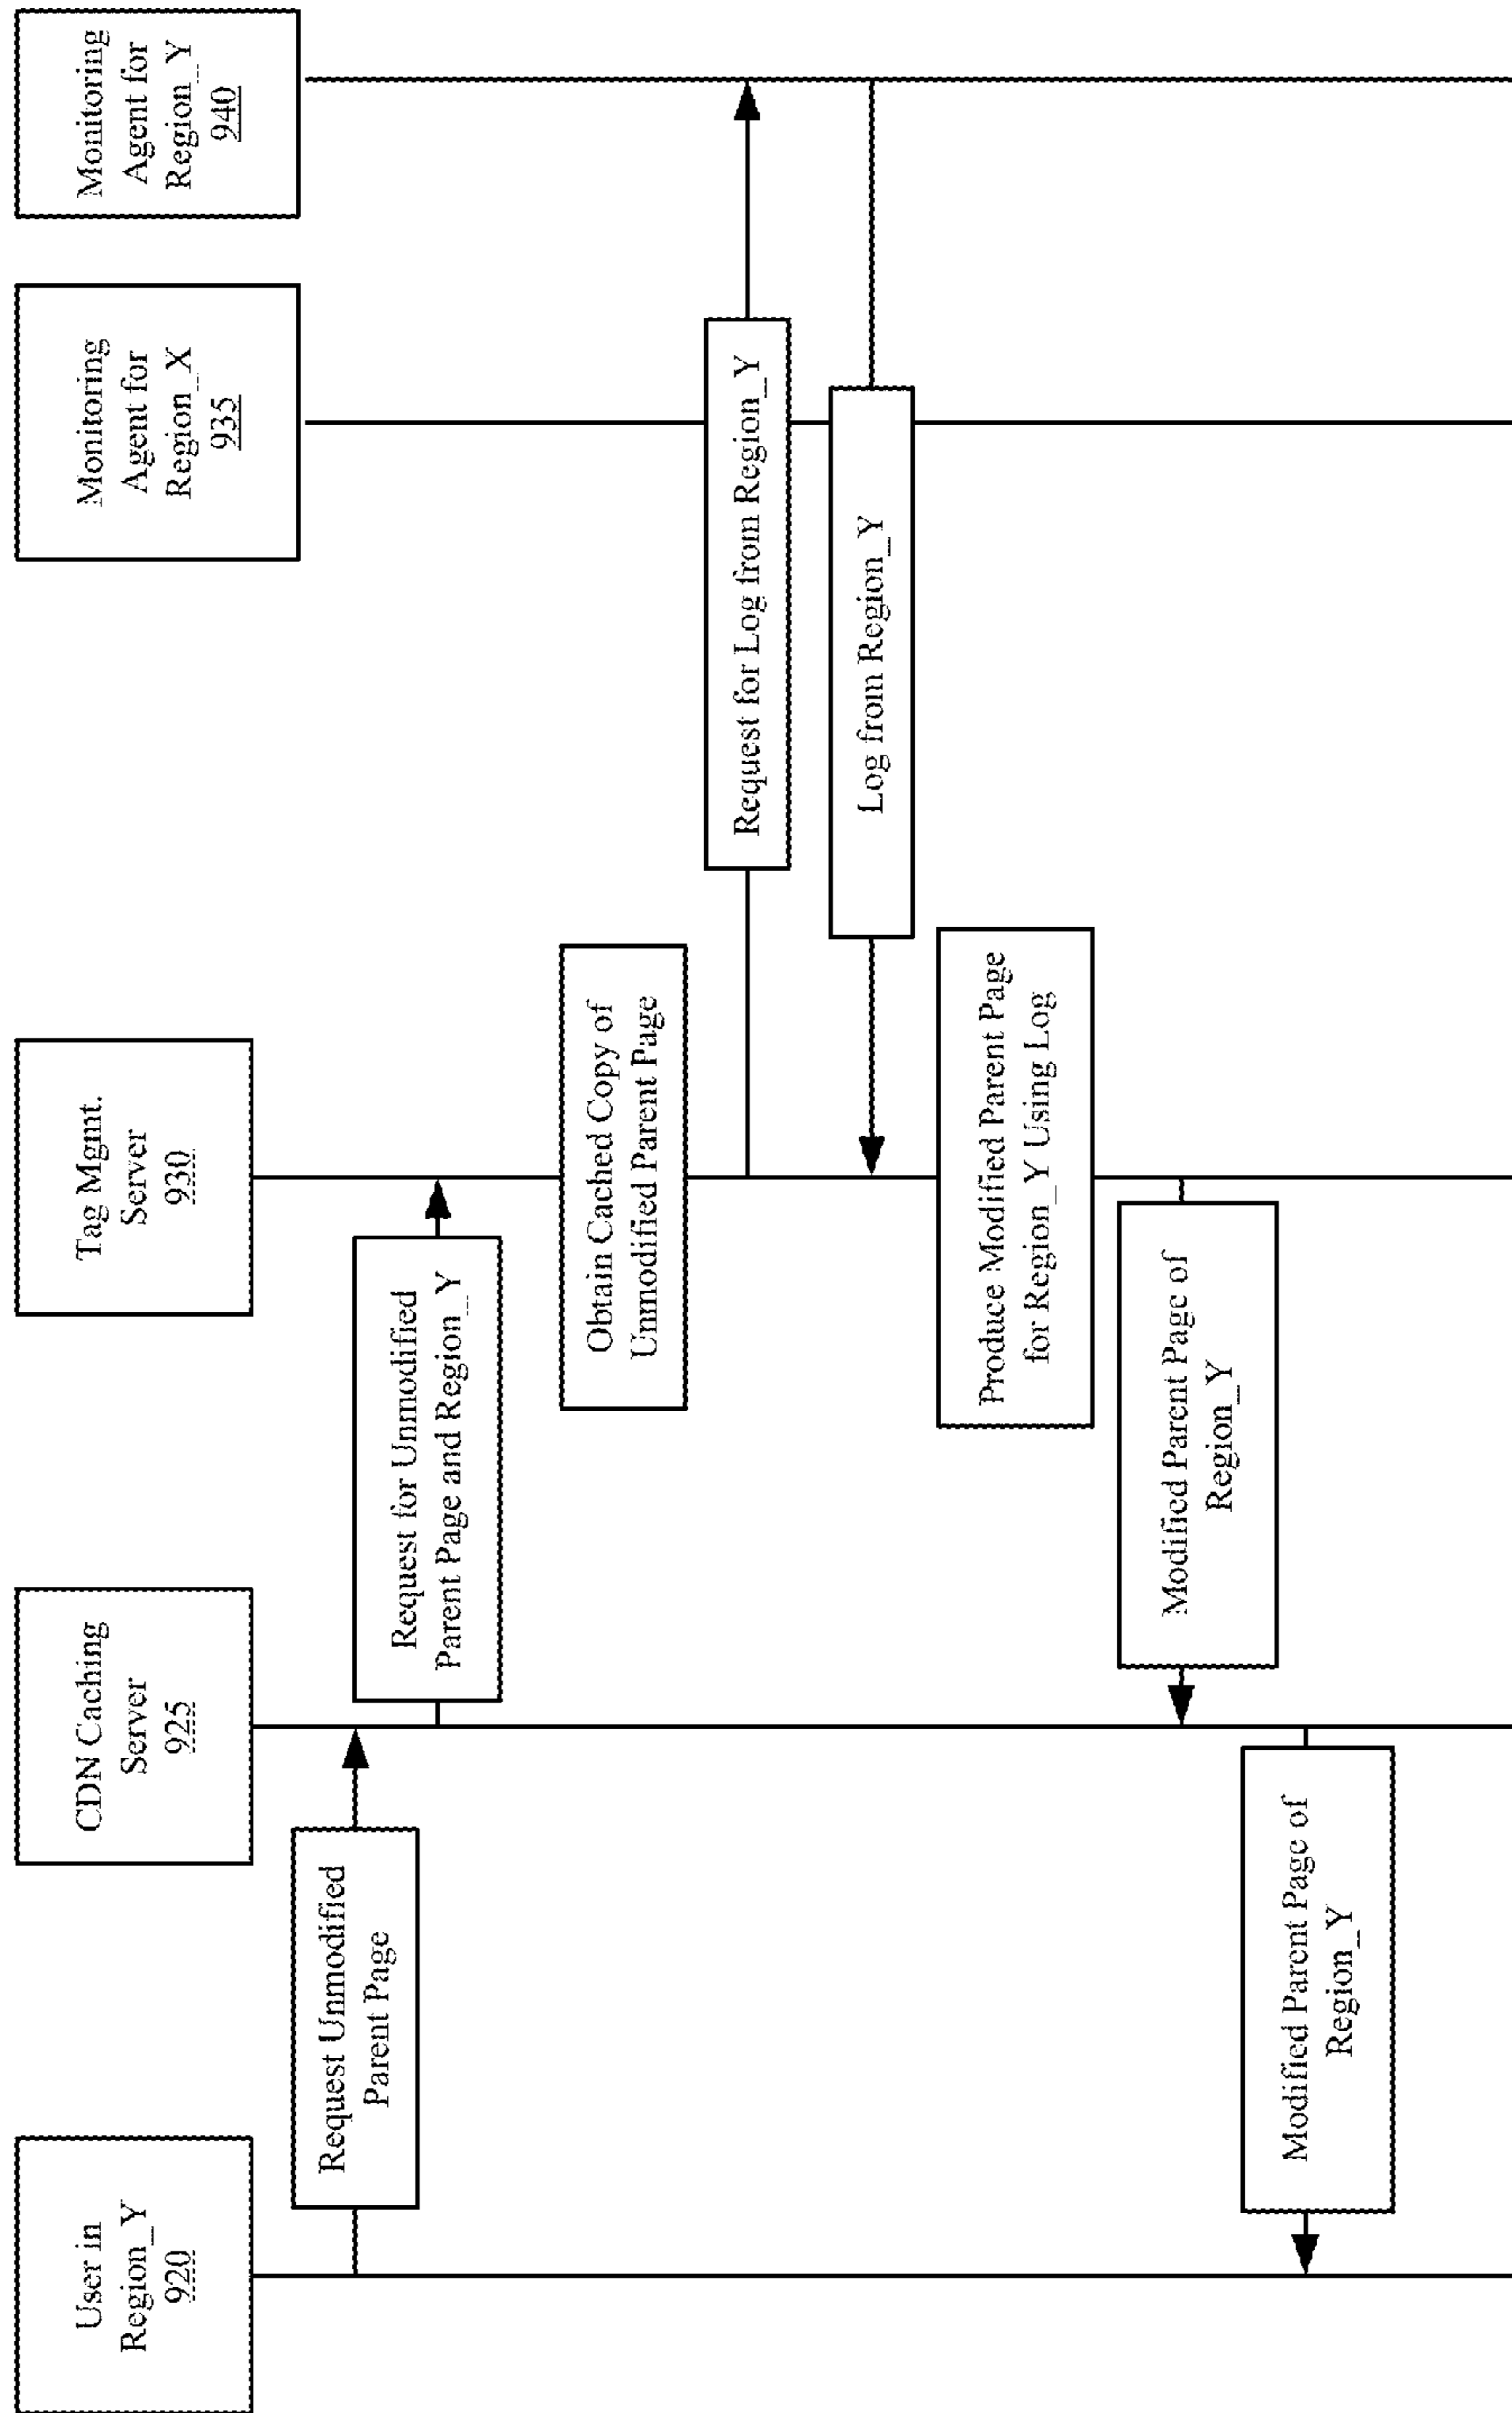 User in
Region_Y
920
CDN Caching
Server
925
Tag Mgmt.
Server
930
Monitoring
Agent for
Region_X
935
Monitoring
Agent for
Region_Y
940
Request Unmodified
Parent Page
Request for Unmodified
Parent Page and Region_Y
Obtain Cached Copy of
Unmodified Parent Page
Request for Log from Region_Y
Log from Region_Y
Produce Modified Parent Page
for Region_Y Using Log
Modified Parent Page of
Region_Y
Modified Parent Page of
Region_Y